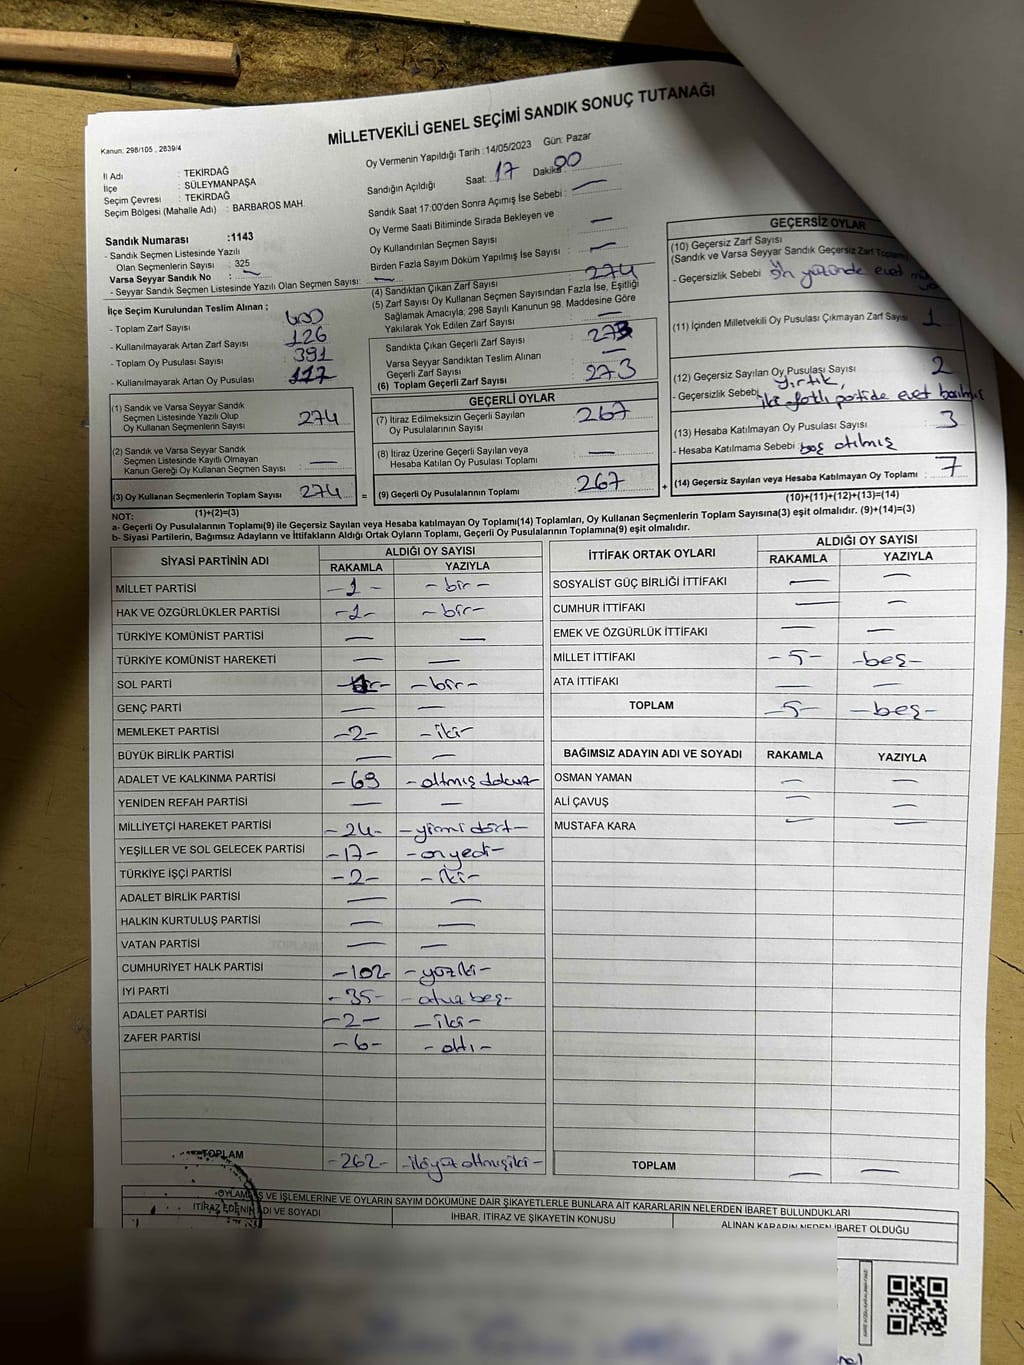 MİLLETVEKİLİ GENEL SEÇİMİ SANDIK SONUÇ TUTANAĞI
Kanun: 298/105 , 2839/4
İl Adı : TEKİRDAĞ
İlçe : SÜLEYMANPAŞA
Seçim Çevresi : TEKİRDAĞ
Seçim Bölgesi (Mahalle Adı) : BARBAROS MAH.
Oy Vermenin Yapıldığı Tarih : 14/05/2023 Gün: Pazar
Sandığın Açıldığı Saat: 17 Dakika: 00
Sandık Saat 17:00'den Sonra Açımış İse Sebebi : —
Oy Verme Saati Bitiminde Sırada Bekleyen ve
Oy Kullandırılan Seçmen Sayısı —
Birden Fazla Sayım Döküm Yapılmış İse Sayısı : —
Sandık Numarası :1143
- Sandık Seçmen Listesinde Yazılı
Olan Seçmenlerin Sayısı : 325
Varsa Seyyar Sandık No : —
- Seyyar Sandık Seçmen Listesinde Yazılı Olan Seçmen Sayısı: —
İlçe Seçim Kurulundan Teslim Alınan ;
- Toplam Zarf Sayısı : 400
- Kullanılmayarak Artan Zarf Sayısı : 126
- Toplam Oy Pusulası Sayısı : 391
- Kullanılmayarak Artan Oy Pusulası : 117
(1) Sandık ve Varsa Seyyar Sandık
Seçmen Listesinde Yazılı Olup
Oy Kullanan Seçmenlerin Sayısı : 274
(2) Sandık ve Varsa Seyyar Sandık
Seçmen Listesinde Kayıtlı Olmayan
Kanun Gereği Oy Kullanan Seçmen Sayısı : —
(3) Oy Kullanan Seçmenlerin Toplam Sayısı : 274
(1)+(2)=(3)
(4) Sandıktan Çıkan Zarf Sayısı : 274
(5) Zarf Sayısı Oy Kullanan Seçmen Sayısından Fazla İse, Eşitliği
Sağlamak Amacıyla; 298 Sayılı Kanunun 98. Maddesine Göre
Yakılarak Yok Edilen Zarf Sayısı : —
Sandıkta Çıkan Geçerli Zarf Sayısı : 273
Varsa Seyyar Sandıktan Teslim Alınan
Geçerli Zarf Sayısı : —
(6) Toplam Geçerli Zarf Sayısı : 273
GEÇERLİ OYLAR
(7) İtiraz Edilmeksizin Geçerli Sayılan
Oy Pusulalarının Sayısı : 267
(8) İtiraz Üzerine Geçerli Sayılan veya
Hesaba Katılan Oy Pusulası Toplamı : —
= (9) Geçerli Oy Pusulalarının Toplamı : 267
GEÇERSİZ OYLAR
(10) Geçersiz Zarf Sayısı
(Sandık ve Varsa Seyyar Sandık Geçersiz Zarf Toplamı)
- Geçersizlik Sebebi : ön yüzünde evet
(11) İçinden Milletvekili Oy Pusulası Çıkmayan Zarf Sayısı : 1
(12) Geçersiz Sayılan Oy Pusulası Sayısı : 2
- Geçersizlik Sebebi : Yırtık,
iki farklı partide evet basılmış
(13) Hesaba Katılmayan Oy Pusulası Sayısı : 3
- Hesaba Katılmama Sebebi : boş atılmış
+ (14) Geçersiz Sayılan veya Hesaba Katılmayan Oy Toplamı : 7
(10)+(11)+(12)+(13)=(14)
NOT:
a- Geçerli Oy Pusulalarının Toplamı(9) ile Geçersiz Sayılan veya Hesaba katılmayan Oy Toplamı(14) Toplamları, Oy Kullanan Seçmenlerin Toplam Sayısına(3) eşit olmalıdır. (9)+(14)=(3)
b- Siyasi Partilerin, Bağımsız Adayların ve İttifakların Aldığı Ortak Oyların Toplamı, Geçerli Oy Pusulalarının Toplamına(9) eşit olmalıdır.
SİYASİ PARTİNİN ADI ALDIĞI OY SAYISI
RAKAMLA YAZIYLA
MİLLET PARTİSİ -1- -bir-
HAK VE ÖZGÜRLÜKLER PARTİSİ -1- -bir-
TÜRKİYE KOMÜNİST PARTİSİ — —
TÜRKİYE KOMÜNİST HAREKETİ — —
SOL PARTİ -1- -bir-
GENÇ PARTİ — —
MEMLEKET PARTİSİ -2- -iki-
BÜYÜK BİRLİK PARTİSİ — —
ADALET VE KALKINMA PARTİSİ -69 -altmış dokuz
YENİDEN REFAH PARTİSİ — —
MİLLİYETÇİ HAREKET PARTİSİ -24- -yirmi dört-
YEŞİLLER VE SOL GELECEK PARTİSİ -17- -onyedi-
TÜRKİYE İŞÇİ PARTİSİ -2- -iki-
ADALET BİRLİK PARTİSİ — —
HALKIN KURTULUŞ PARTİSİ — —
VATAN PARTİSİ — —
CUMHURİYET HALK PARTİSİ -102- -yüz iki-
İYİ PARTİ -35- -otuz beş-
ADALET PARTİSİ -2- -iki-
ZAFER PARTİSİ -6- -altı-
TOPLAM -262- -ikiyüz altmış iki-
İTTİFAK ORTAK OYLARI ALDIĞI OY SAYISI
RAKAMLA YAZIYLA
SOSYALİST GÜÇ BİRLİĞİ İTTİFAKI — —
CUMHUR İTTİFAKI — —
EMEK VE ÖZGÜRLÜK İTTİFAKI — —
MİLLET İTTİFAKI -5- -beş-
ATA İTTİFAKI — —
TOPLAM -5- -beş-
BAĞIMSIZ ADAYIN ADI VE SOYADI RAKAMLA YAZIYLA
OSMAN YAMAN — —
ALİ ÇAVUŞ — —
MUSTAFA KARA — —
TOPLAM — —
VE İŞLEMLERİNE VE OYLARIN SAYIM DÖKÜMÜNE DAİR ŞİKAYETLERLE BUNLARA AİT KARARLARIN NELERDEN İBARET BULUNDUKLARI
İTİRAZ EDENİN ADI VE SOYADI İHBAR, İTİRAZ VE ŞİKAYETİN KONUSU ALINAN KARARIN NEDEN İBARET OLDUĞU